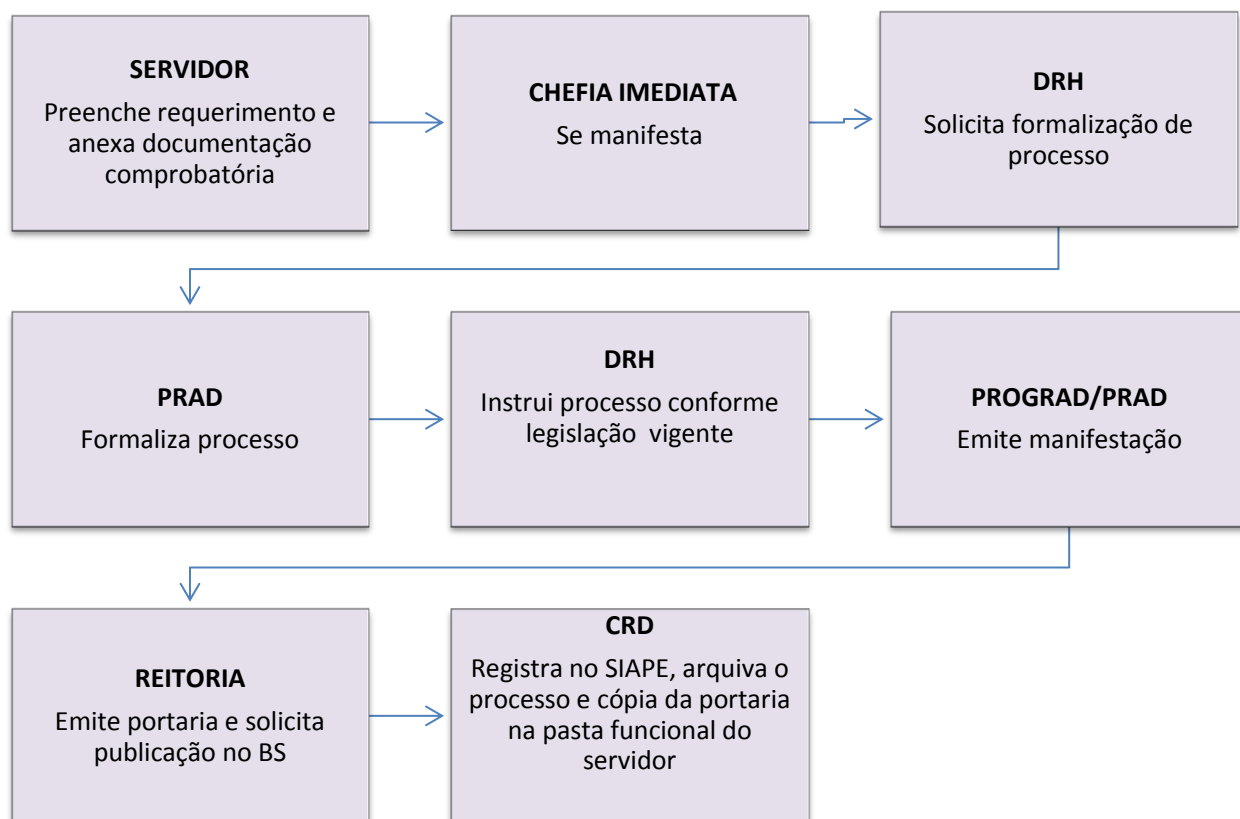 SERVIDOR
Preenche requerimento e
anexa documentação
comprobatória
CHEFIA IMEDIATA
Se manifesta
DRH
Solicita formalização de
processo
PRAD
Formaliza processo
DRH
Instrui processo conforme
legislação vigente
PROGRAD/PRAD
Emite manifestação
REITORIA
Emite portaria e solicita
publicação no BS
CRD
Registra no SIAPE, arquiva o
processo e cópia da portaria
na pasta funcional do
servidor